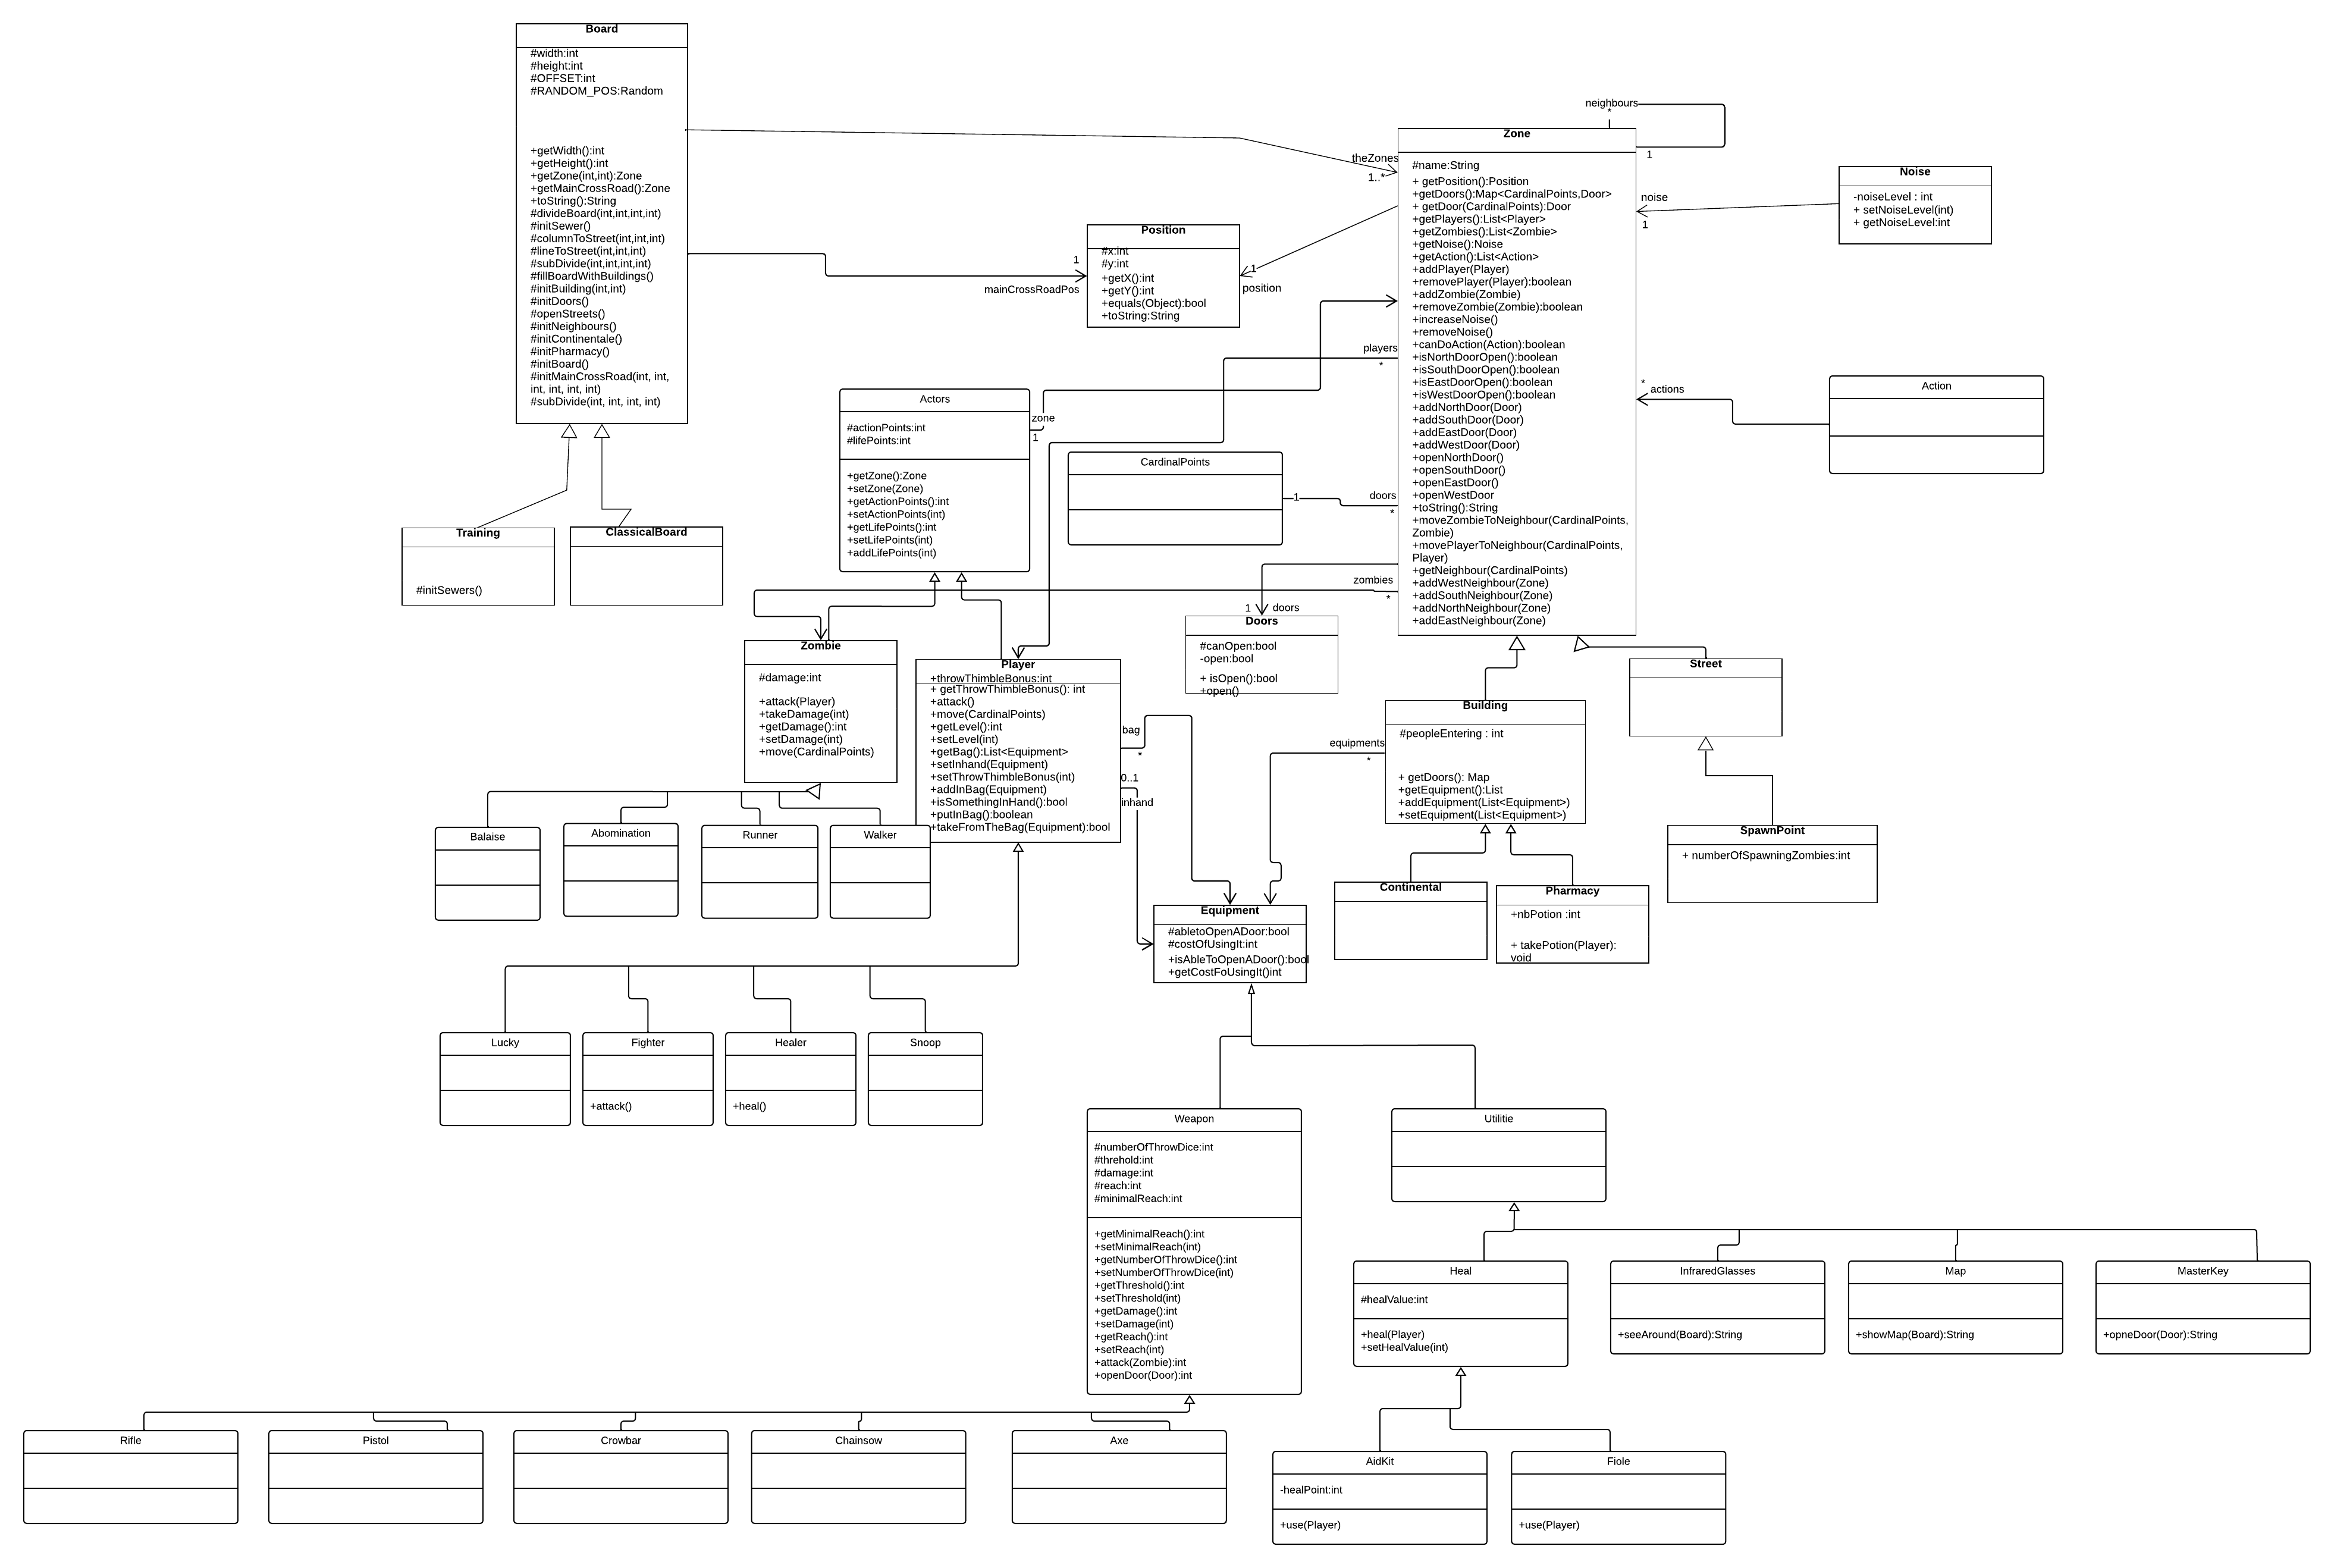 Board
#width:int
#height:int
#OFFSET:int
#RANDOM_POS:Random
+getWidth():int
+getHeight():int
+getZone(int,int):Zone
+getMainCrossRoad():Zone
+toString():String
#divideBoard(int,int,int,int)
#initSewer()
#columnToStreet(int,int,int)
#lineToStreet(int,int,int)
#subDivide(int,int,int,int)
#fillBoardWithBuildings()
#initBuilding(int,int)
#initDoors()
#openStreets()
#initNeighbours()
#initContinentale()
#initPharmacy()
#initBoard()
#initMainCrossRoad(int, int,
int, int, int, int)
#subDivide(int, int, int, int)
theZones
1..*
1
mainCrossRoadPos
Training
#initSewers()
ClassicalBoard
Position
#x:int
#y:int
+getX():int
+getY():int
+equals(Object):bool
+toString:String
1
position
neighbours
*
1
Zone
#name:String
+ getPosition():Position
+getDoors():Map<CardinalPoints,Door>
+ getDoor(CardinalPoints):Door
+getPlayers():List<Player>
+getZombies():List<Zombie>
+getNoise():Noise
+getAction():List<Action>
+addPlayer(Player)
+removePlayer(Player):boolean
+addZombie(Zombie)
+removeZombie(Zombie):boolean
+increaseNoise()
+removeNoise()
+canDoAction(Action):boolean
+isNorthDoorOpen():boolean
+isSouthDoorOpen():boolean
+isEastDoorOpen():boolean
+isWestDoorOpen():boolean
+addNorthDoor(Door)
+addSouthDoor(Door)
+addEastDoor(Door)
+addWestDoor(Door)
+openNorthDoor()
+openSouthDoor()
+openEastDoor()
+openWestDoor
+toString():String
+moveZombieToNeighbour(CardinalPoints,
Zombie)
+movePlayerToNeighbour(CardinalPoints,
Player)
+getNeighbour(CardinalPoints)
+addWestNeighbour(Zone)
+addSouthNeighbour(Zone)
+addNorthNeighbour(Zone)
+addEastNeighbour(Zone)
noise
1
Noise
-noiseLevel : int
+ setNoiseLevel(int)
+ getNoiseLevel:int
*
actions
Action
players
*
Actors
#actionPoints:int
#lifePoints:int
+getZone():Zone
+setZone(Zone)
+getActionPoints():int
+setActionPoints(int)
+getLifePoints():int
+setLifePoints(int)
+addLifePoints(int)
zone
1
CardinalPoints
1
doors
*
zombies
*
1
doors
Doors
#canOpen:bool
-open:bool
+ isOpen():bool
+open()
Zombie
#damage:int
+attack(Player)
+takeDamage(int)
+getDamage():int
+setDamage(int)
+move(CardinalPoints)
Player
+throwThimbleBonus:int
+ getThrowThimbleBonus(): int
+attack()
+move(CardinalPoints)
+getLevel():int
+setLevel(int)
+getBag():List<Equipment>
+setInhand(Equipment)
+setThrowThimbleBonus(int)
+addInBag(Equipment)
+isSomethingInHand():bool
+putInBag():boolean
+takeFromTheBag(Equipment):bool
bag
*
0..1
inhand
Street
Building
#peopleEntering : int
+ getDoors(): Map
+getEquipment():List
+addEquipment(List<Equipment>)
+setEquipment(List<Equipment>)
equipments
*
Balaise
Abomination
Runner
Walker
SpawnPoint
+ numberOfSpawningZombies:int
Continental
Pharmacy
+nbPotion :int
+ takePotion(Player):
void
Equipment
#abletoOpenADoor:bool
#costOfUsingIt:int
+isAbleToOpenADoor():bool
+getCostFoUsingIt()int
Lucky
Fighter
+attack()
Healer
+heal()
Snoop
Weapon
#numberOfThrowDice:int
#threhold:int
#damage:int
#reach:int
#minimalReach:int
+getMinimalReach():int
+setMinimalReach(int)
+getNumberOfThrowDice():int
+setNumberOfThrowDice(int)
+getThreshold():int
+setThreshold(int)
+getDamage():int
+setDamage(int)
+getReach():int
+setReach(int)
+attack(Zombie):int
+openDoor(Door):int
Utilitie
Heal
#healValue:int
+heal(Player)
+setHealValue(int)
InfraredGlasses
+seeAround(Board):String
Map
+showMap(Board):String
MasterKey
+opneDoor(Door):String
Rifle
Pistol
Crowbar
Chainsow
Axe
AidKit
-healPoint:int
+use(Player)
Fiole
+use(Player)